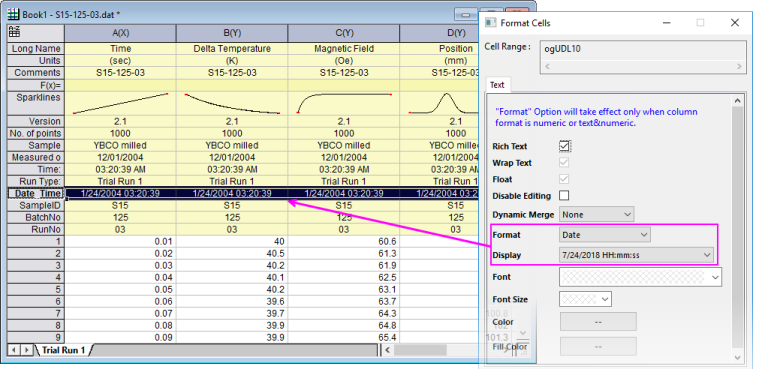 Book1 - S15-125-03.dat *
A(X) B(Y) C(Y) D(Y)
Long Name Time Delta Temperature Magnetic Field Position
Units (sec) (K) (Oe) (mm)
Comments S15-125-03 S15-125-03 S15-125-03 S15-125-03
F(x)=
Sparklines
Version 2.1 2.1 2.1 2.1
No. of points 1000 1000 1000 1000
Sample YBCO milled YBCO milled YBCO milled YBCO mille
Measured o 12/01/2004 12/01/2004 12/01/2004 12/01/2004
Time: 03:20:39 AM 03:20:39 AM 03:20:39 AM 03:20:39 AM
Run Type: Trial Run 1 Trial Run 1 Trial Run 1 Trial Run 1
Date_Time 1/24/2004 03:20:39 1/24/2004 03:20:39 1/24/2004 03:20:39 1/24/2004 03:2
SampleID S15 S15 S15 S15
BatchNo 125 125 125 125
RunNo 03 03 03 03
1 0.01 40 60.6
2 0.02 40.5 61.3
3 0.03 40.2 61.9
4 0.04 40.1 62.5
5 0.05 40.2 63.1
6 0.06 39.6 63.7
7 0.07 39.7 64.3 100.8
8 0.08 39.9 64.8 102
9 0.09 39.9 65.4 101.3
Trial Run 1
Format Cells
Cell Range : ogUDL10
Text
"Format" Option will take effect only when column
format is numeric or text&numeric.
Rich Text
Wrap Text
Float
Disable Editing
Dynamic Merge None
Format Date
Display 7/24/2018 HH:mm:ss
Font
Font Size
Color --
Fill Color --